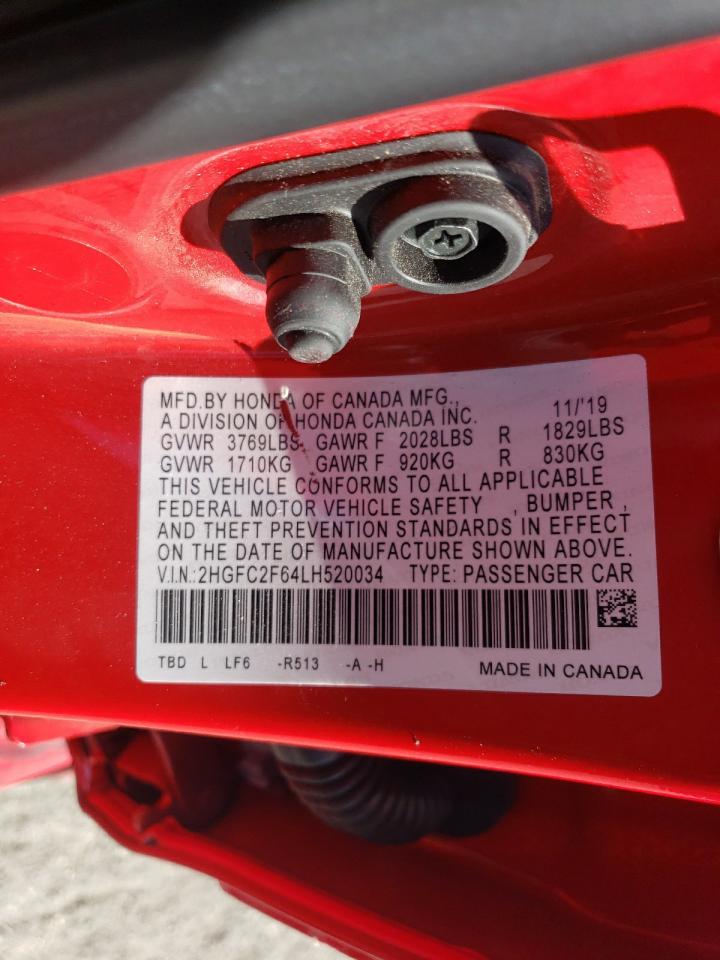 MFD.BY HONDA OF CANADA MFG., 11/'19
A DIVISION OF HONDA CANADA INC.
GVWR 3769LBS GAWR F 2028LBS R 1829LBS
GVWR 1710KG GAWR F 920KG R 830KG
THIS VEHICLE CONFORMS TO ALL APPLICABLE
FEDERAL MOTOR VEHICLE SAFETY , BUMPER ,
AND THEFT PREVENTION STANDARDS IN EFFECT
ON THE DATE OF MANUFACTURE SHOWN ABOVE.
V.I.N.:2HGFC2F64LH520034 TYPE: PASSENGER CAR
TBD L LF6 -R513 -A -H MADE IN CANADA